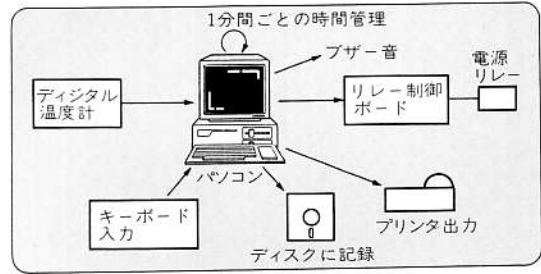 1分間ごとの時間管理
ブザー音
電源
リレー
ディジタル
温度計
リレー制御
ボード
パソコン
キーボード
入力
ディスクに記録
プリンタ出力